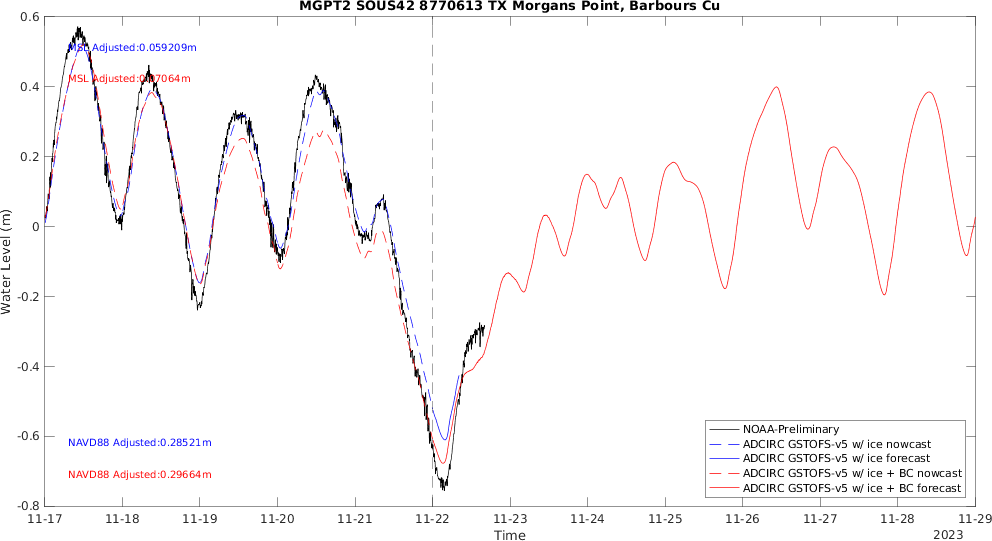 MGPT2 SOUS42 8770613 TX Morgans Point, Barbours Cu
MSL Adjusted:0.059209m
MSL Adjusted:0.07064m
NAVD88 Adjusted:0.28521m
NAVD88 Adjusted:0.29664m
Water Level (m)
0.6
0.4
0.2
0
-0.2
-0.4
-0.6
-0.8
NOAA-Preliminary
ADCIRC GSTOFS-v5 w/ ice nowcast
ADCIRC GSTOFS-v5 w/ ice forecast
ADCIRC GSTOFS-v5 w/ ice + BC nowcast
ADCIRC GSTOFS-v5 w/ ice + BC forecast
11-17 11-18 11-19 11-20 11-21 11-22 11-23 11-24 11-25 11-26 11-27 11-28 11-29
Time
2023